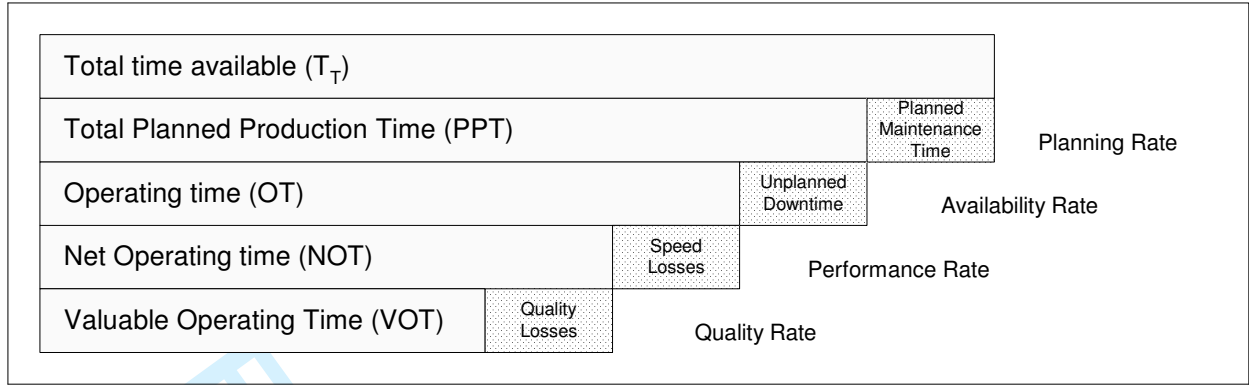 Total time available (T_T)
Total Planned Production Time (PPT)
Planned
Maintenance
Time
Planning Rate
Operating time (OT)
Unplanned
Downtime
Availability Rate
Net Operating time (NOT)
Speed
Losses
Performance Rate
Valuable Operating Time (VOT)
Quality
Losses
Quality Rate